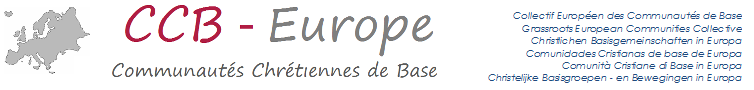 CCB - Europe
Communautés Chrétiennes de Base
Collectif Européen des Communautés de Base
Grassroots European Communities Collective
Christlichen Basisgemeinschaften in Europa
Comunidades Cristianas de base de Europa
Comunità Cristiane di Base in Europa
Christelijke Basisgroepen - en Bewegingen in Europa